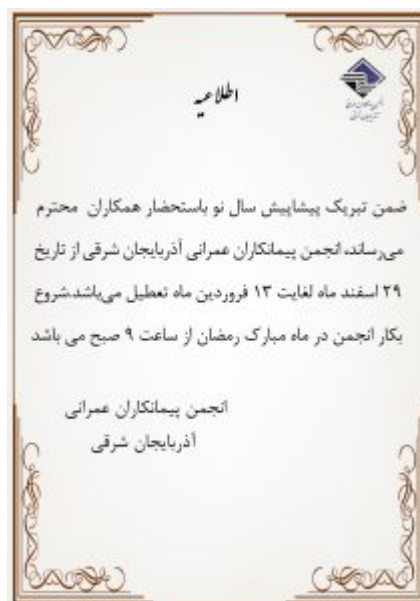 اطلاعیه
ضمن تبریک پیشاپیش سال نو باستحضار همکاران محترم
می‌رساند، انجمن پیمانکاران عمرانی آذربایجان شرقی از تاریخ
۲۹ اسفند ماه لغایت ۱۳ فروردین ماه تعطیل می‌باشد.شروع
بکار انجمن در ماه مبارک رمضان از ساعت ۹ صبح می باشد
انجمن پیمانکاران عمرانی
آذربایجان شرقی